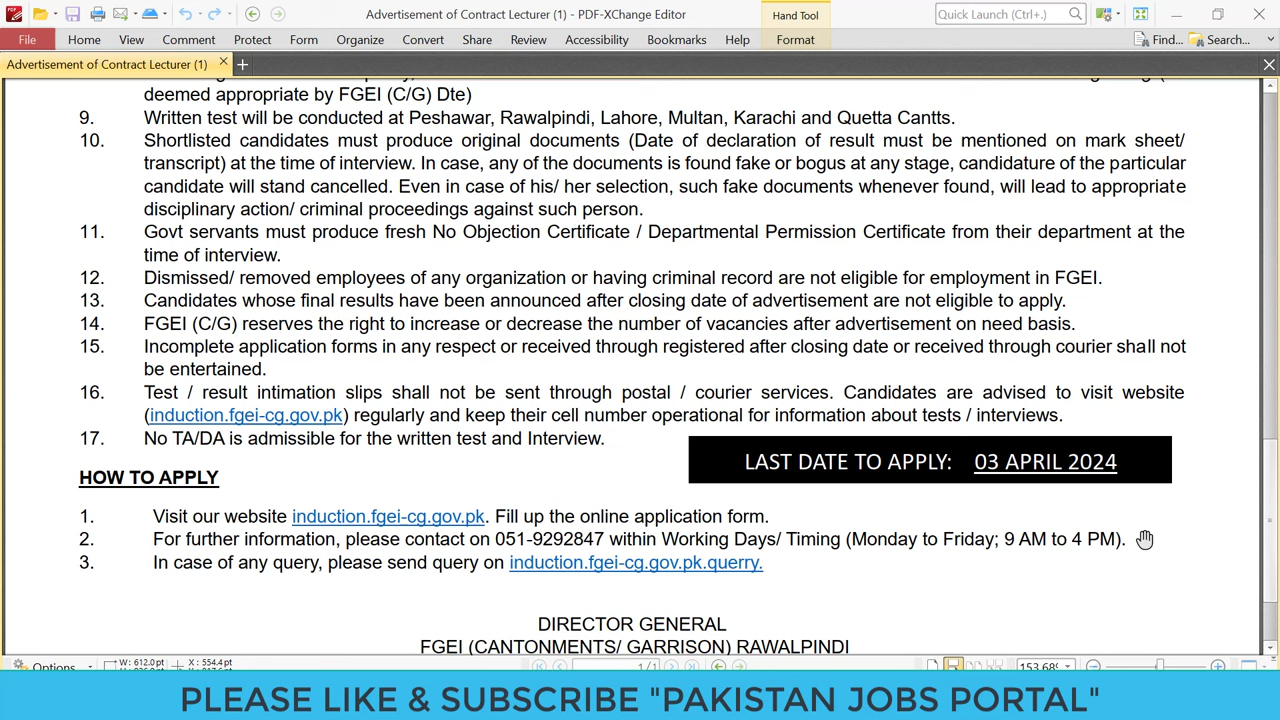 Advertisement of Contract Lecturer (1) - PDF-XChange Editor
Hand Tool
Quick Launch (Ctrl+.)
File Home View Comment Protect Form Organize Convert Share Review Accessibility Bookmarks Help Format Find... Search...
Advertisement of Contract Lecturer (1)
deemed appropriate by FGEI (C/G) Dte)
9. Written test will be conducted at Peshawar, Rawalpindi, Lahore, Multan, Karachi and Quetta Cantts.
10. Shortlisted candidates must produce original documents (Date of declaration of result must be mentioned on mark sheet/
transcript) at the time of interview. In case, any of the documents is found fake or bogus at any stage, candidature of the particular
candidate will stand cancelled. Even in case of his/ her selection, such fake documents whenever found, will lead to appropriate
disciplinary action/ criminal proceedings against such person.
11. Govt servants must produce fresh No Objection Certificate / Departmental Permission Certificate from their department at the
time of interview.
12. Dismissed/ removed employees of any organization or having criminal record are not eligible for employment in FGEI.
13. Candidates whose final results have been announced after closing date of advertisement are not eligible to apply.
14. FGEI (C/G) reserves the right to increase or decrease the number of vacancies after advertisement on need basis.
15. Incomplete application forms in any respect or received through registered after closing date or received through courier shall not
be entertained.
16. Test / result intimation slips shall not be sent through postal / courier services. Candidates are advised to visit website
(induction.fgei-cg.gov.pk) regularly and keep their cell number operational for information about tests / interviews.
17. No TA/DA is admissible for the written test and Interview.
LAST DATE TO APPLY: 03 APRIL 2024
HOW TO APPLY
1. Visit our website induction.fgei-cg.gov.pk. Fill up the online application form.
2. For further information, please contact on 051-9292847 within Working Days/ Timing (Monday to Friday; 9 AM to 4 PM).
3. In case of any query, please send query on induction.fgei-cg.gov.pk.querry.
DIRECTOR GENERAL
FGEI (CANTONMENTS/ GARRISON) RAWALPINDI
Options W: 612.0pt X: 554.4pt 1/1 153.68%
PLEASE LIKE & SUBSCRIBE "PAKISTAN JOBS PORTAL"